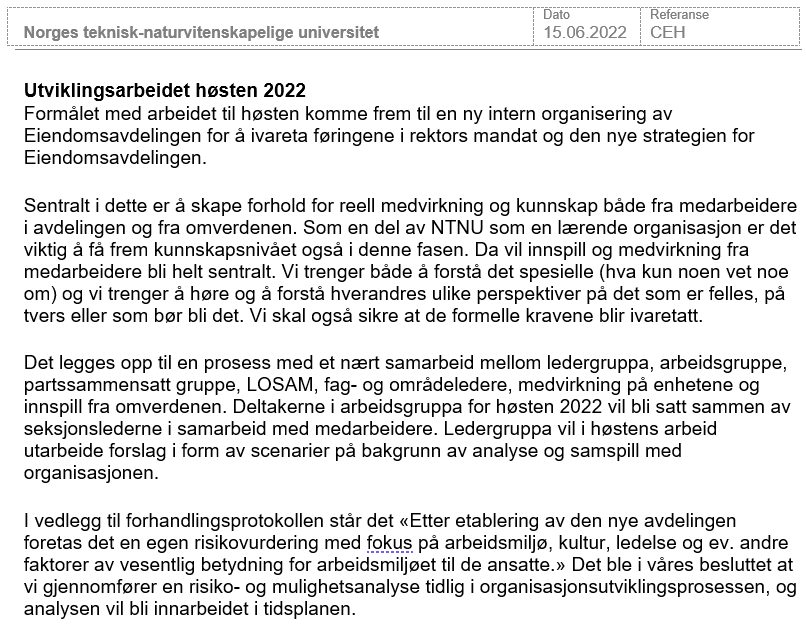 Dato
Referanse
Norges teknisk-naturvitenskapelige universitet
15.06.2022
CEH
Utviklingsarbeidet høsten 2022
Formålet med arbeidet til høsten komme frem til en ny intern organisering av
Eiendomsavdelingen for å ivareta føringene i rektors mandat og den nye strategien for
Eiendomsavdelingen.
Sentralt i dette er å skape forhold for reell medvirkning og kunnskap både fra medarbeidere
i avdelingen og fra omverdenen. Som en del av NTNU som en lærende organisasjon er det
viktig å få frem kunnskapsnivået også i denne fasen. Da vil innspill og medvirkning fra
medarbeidere bli helt sentralt. Vi trenger både å forstå det spesielle (hva kun noen vet noe
om) og vi trenger å høre og å forstå hverandres ulike perspektiver på det som er felles, på
tvers eller som bør bli det. Vi skal også sikre at de formelle kravene blir ivaretatt.
Det legges opp til en prosess med et nært samarbeid mellom ledergruppa, arbeidsgruppe,
partssammensatt gruppe, LOSAM, fag- og områdeledere, medvirkning på enhetene og
innspill fra omverdenen. Deltakerne i arbeidsgruppa for høsten 2022 vil bli satt sammen av
seksjonslederne i samarbeid med medarbeidere. Ledergruppa vil i høstens arbeid
utarbeide forslag i form av scenarier på bakgrunn av analyse og samspill med
organisasjonen.
I vedlegg til forhandlingsprotokollen står det «Etter etablering av den nye avdelingen
foretas det en egen risikovurdering med fokus på arbeidsmiljø, kultur, ledelse og ev. andre
faktorer av vesentlig betydning for arbeidsmiljøet til de ansatte.» Det ble i våres besluttet at
vi gjennomfører en risiko- og mulighetsanalyse tidlig i organisasjonsutviklingsprosessen, og
analysen vil bli innarbeidet i tidsplanen.